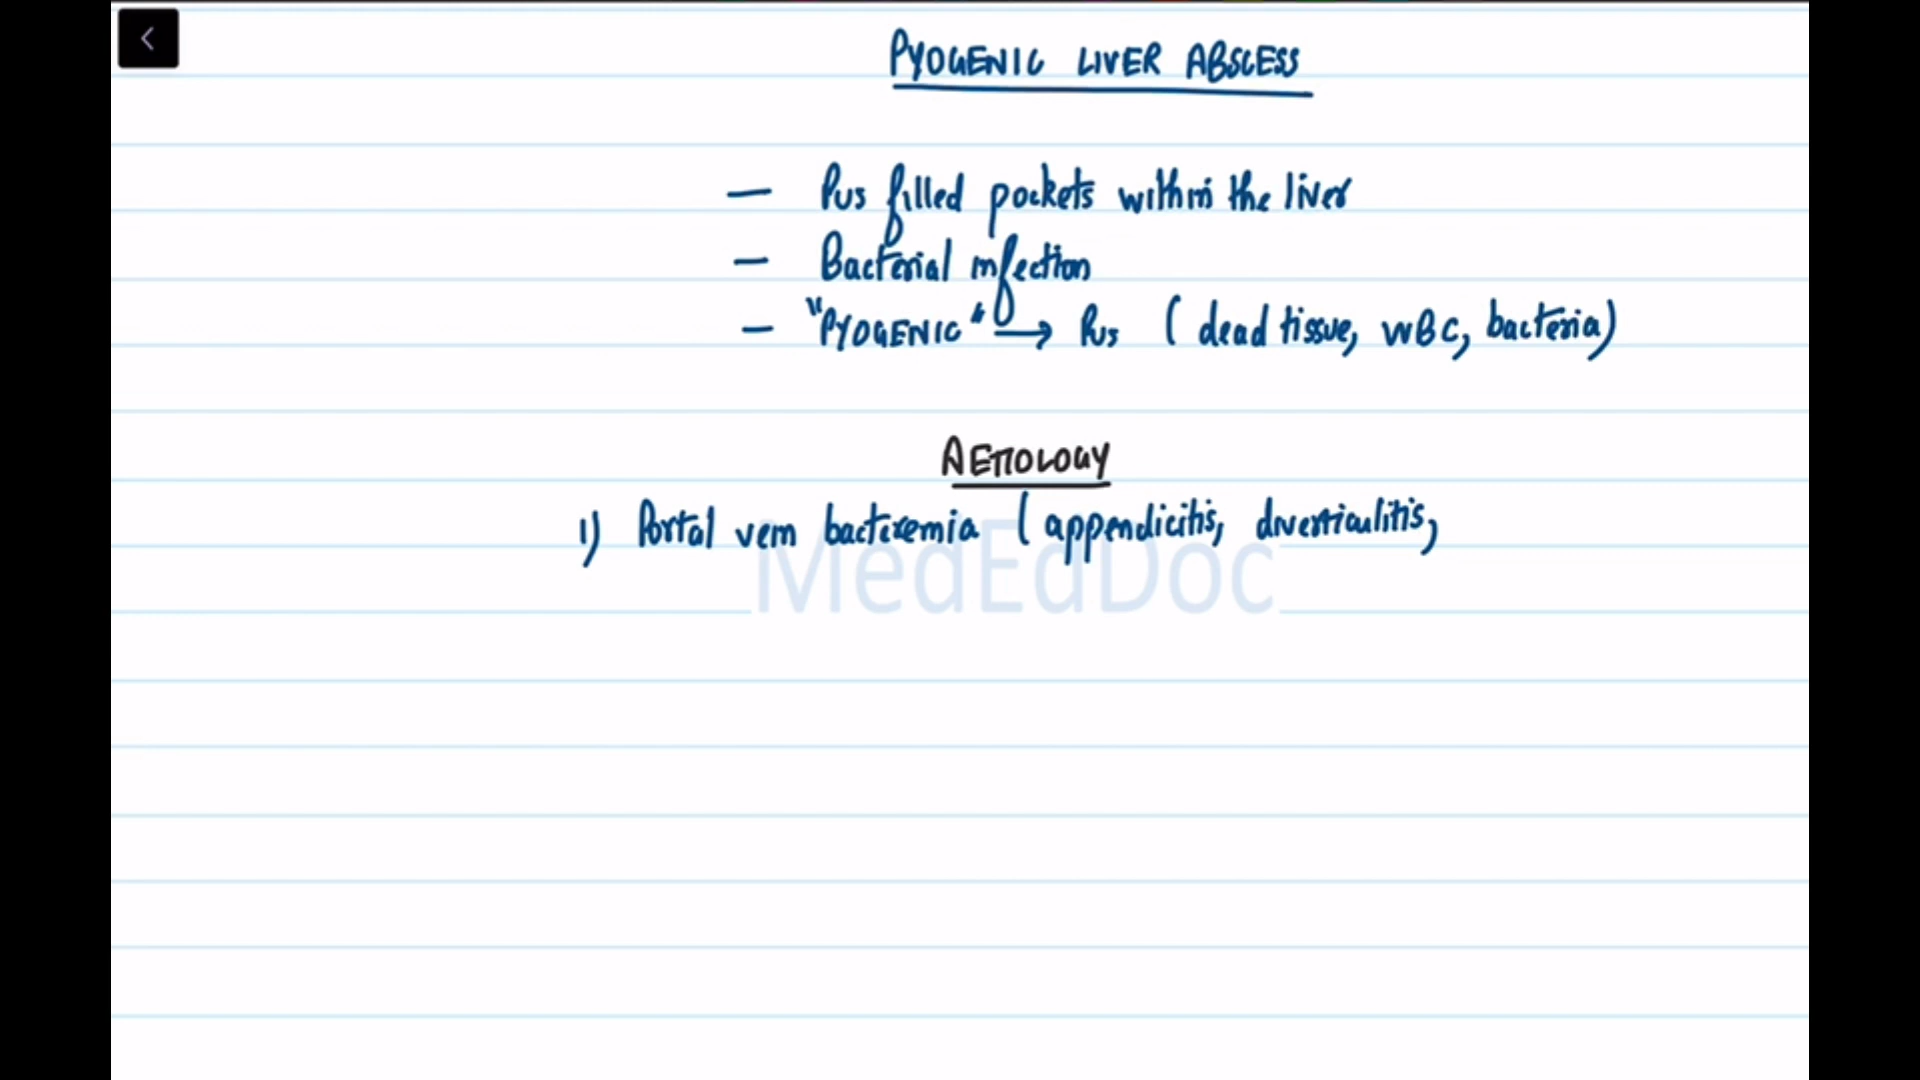 PYOGENIC LIVER ABSCESS
— Pus filled pockets within the liver
— Bacterial infection
— "PYOGENIC" → Pus (dead tissue, WBC, bacteria)
AETIOLOGY
1) Portal vein bacteremia (appendicitis, diverticulitis,
MedEdDoc